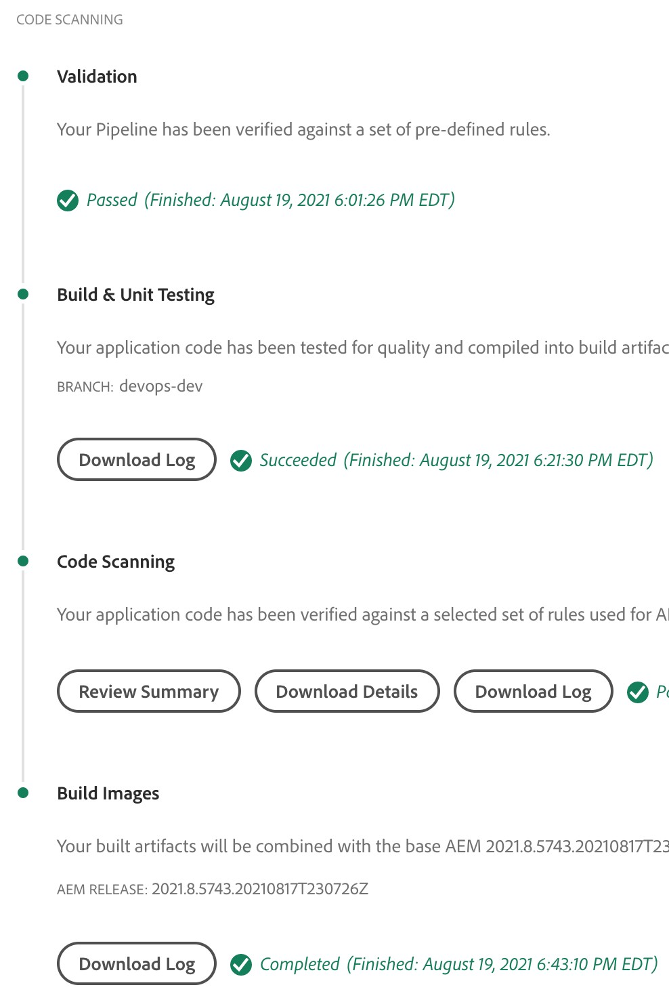 CODE SCANNING
Validation
Your Pipeline has been verified against a set of pre-defined rules.
Passed (Finished: August 19, 2021 6:01:26 PM EDT)
Build & Unit Testing
Your application code has been tested for quality and compiled into build artifac
BRANCH: devops-dev
Download Log Succeeded (Finished: August 19, 2021 6:21:30 PM EDT)
Code Scanning
Your application code has been verified against a selected set of rules used for
Review Summary Download Details Download Log
Build Images
Your built artifacts will be combined with the base AEM 2021.8.5743.20210817T23
AEM RELEASE: 2021.8.5743.20210817T230726Z
Download Log Completed (Finished: August 19, 2021 6:43:10 PM EDT)